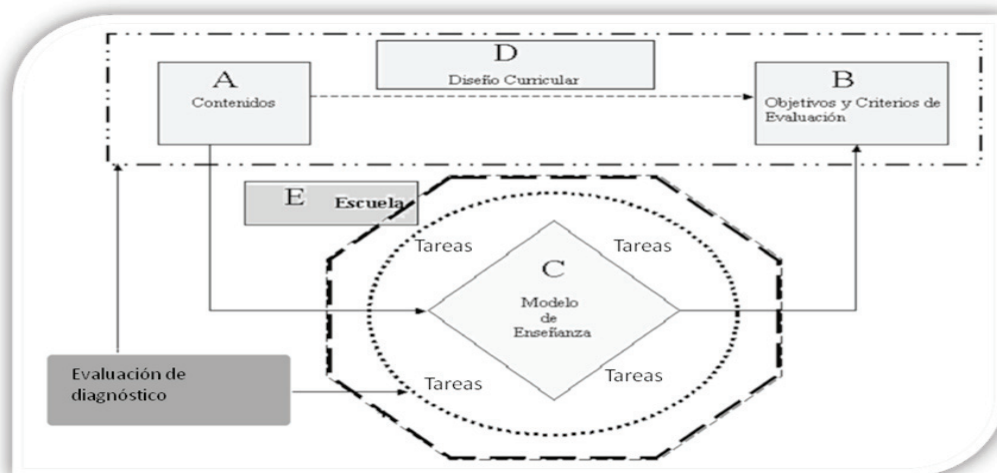 D
Diseño Curricular
A
Contenidos
B
Objetivos y Criterios de
Evaluación
E Escuela
Tareas
Tareas
C
Modelo
de
Enseñanza
Tareas
Tareas
Evaluación de
diagnóstico